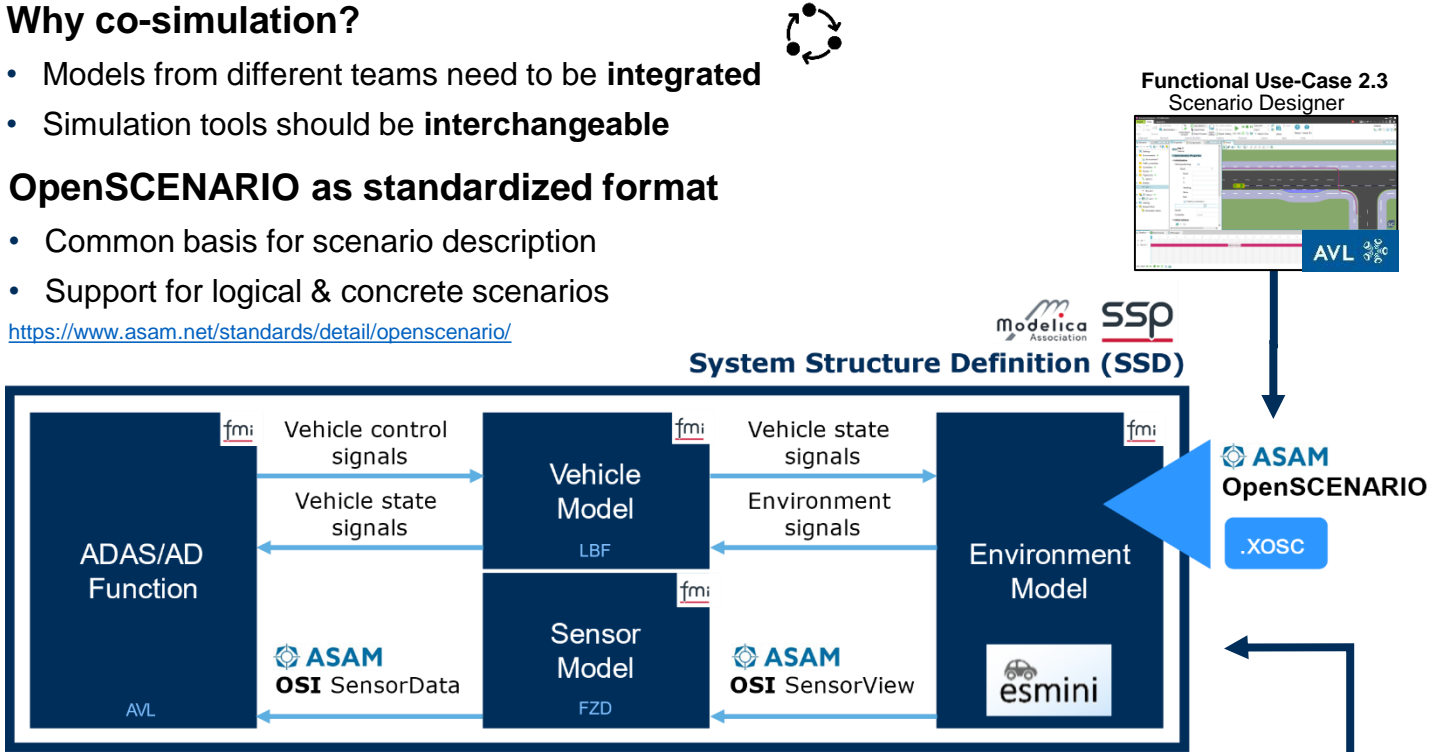 Why co-simulation?
• Models from different teams need to be integrated
• Simulation tools should be interchangeable
OpenSCENARIO as standardized format
• Common basis for scenario description
• Support for logical & concrete scenarios
https://www.asam.net/standards/detail/openscenario/
Functional Use-Case 2.3
Scenario Designer
AVL
Modelica
Association
SSP
System Structure Definition (SSD)
ADAS/AD
Function
AVL
fmi
Vehicle control
signals
Vehicle state
signals
ASAM
OSI SensorData
fmi
Vehicle
Model
LBF
fmi
Sensor
Model
FZD
Vehicle state
signals
Environment
signals
ASAM
OSI SensorView
fmi
Environment
Model
esmini
ASAM
OpenSCENARIO
.xosc